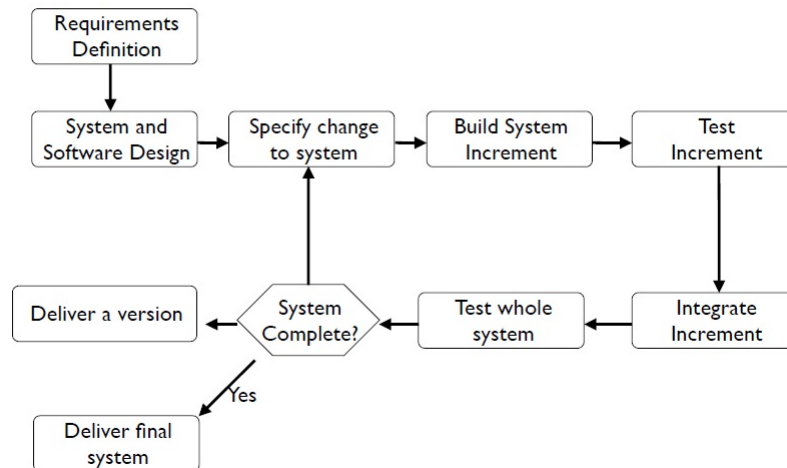 Requirements
Definition
System and
Software Design
Specify change
to system
Build System
Increment
Test
Increment
Deliver a version
System
Complete?
Test whole
system
Integrate
Increment
Yes
Deliver final
system